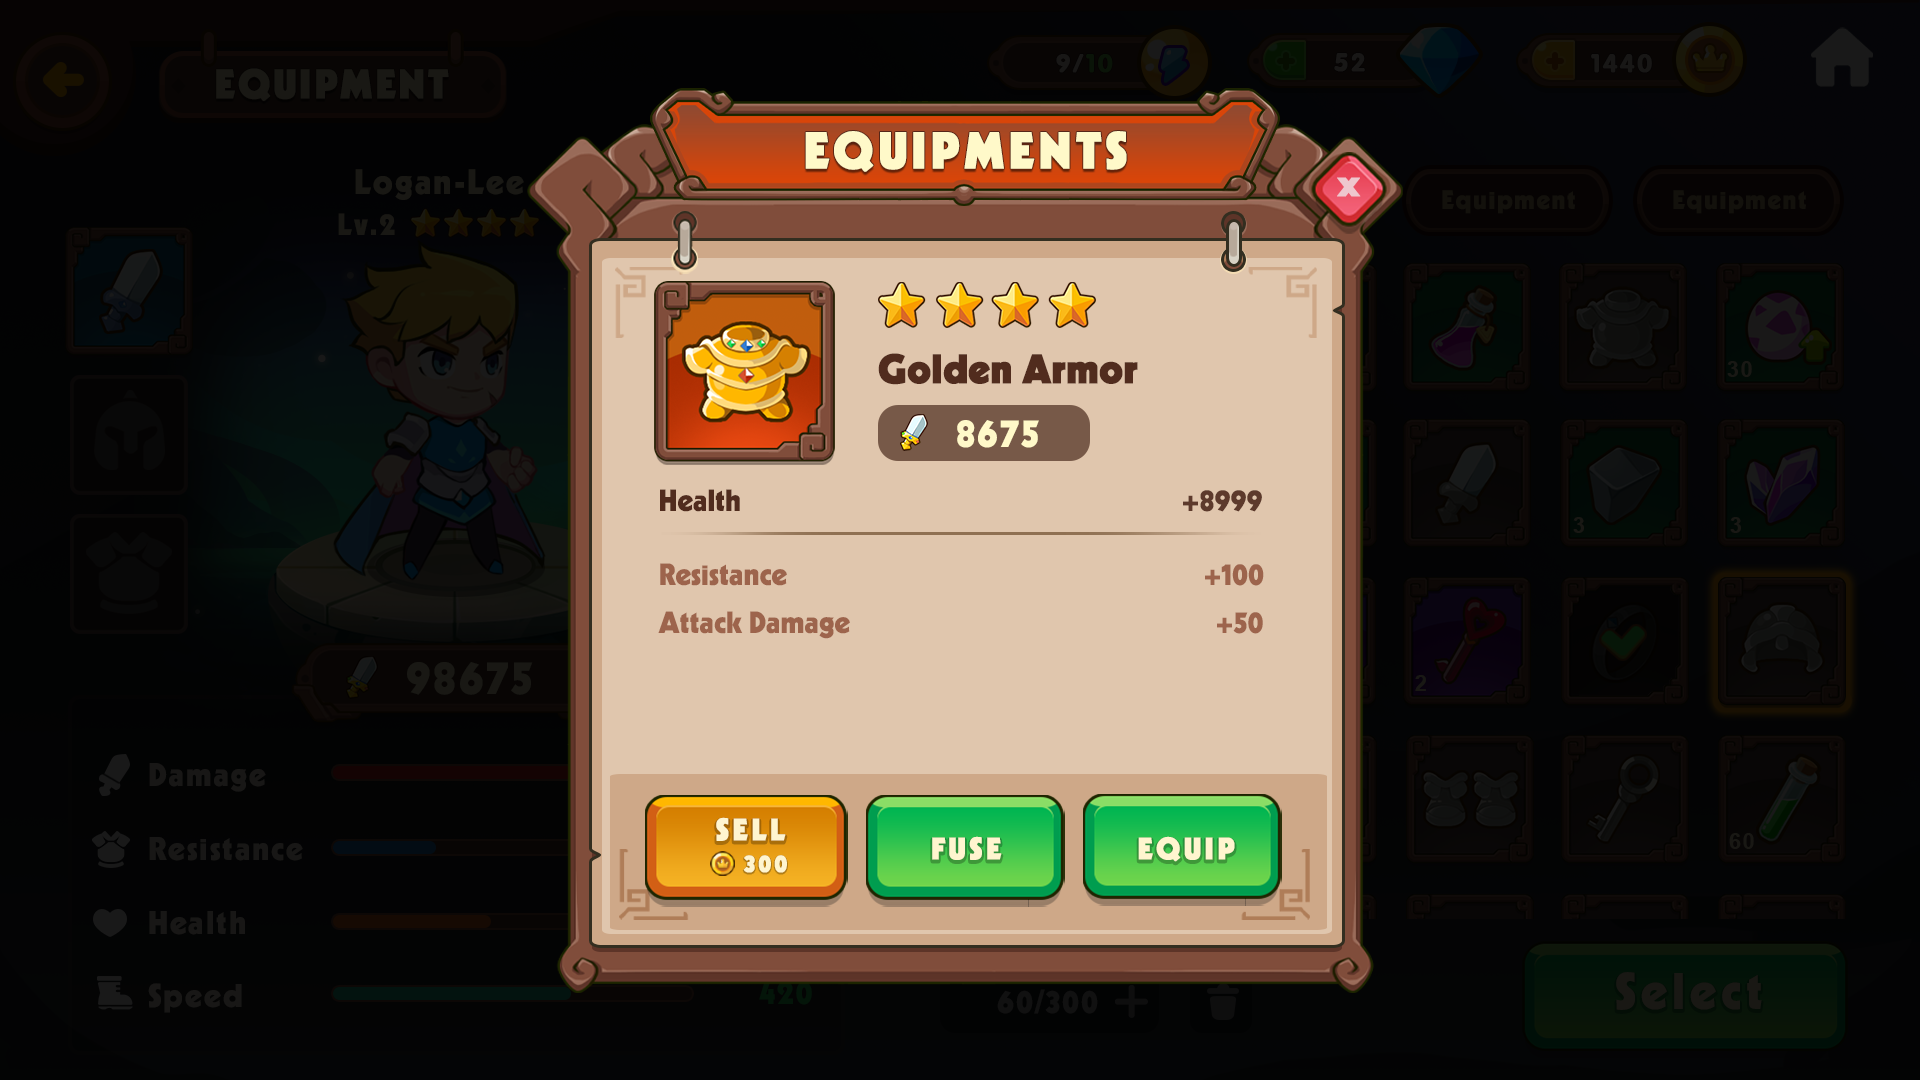 EQUIPMENT
9/10
52
1440
EQUIPMENTS
X
Logan-Lee
Lv.2
Equipment
Equipment
Golden Armor
8675
30
Health +8999
3
3
Resistance +100
Attack Damage +50
2
98675
Damage
SELL
300
FUSE
EQUIP
60
Resistance
Health
Speed
420
60/300 +
Select